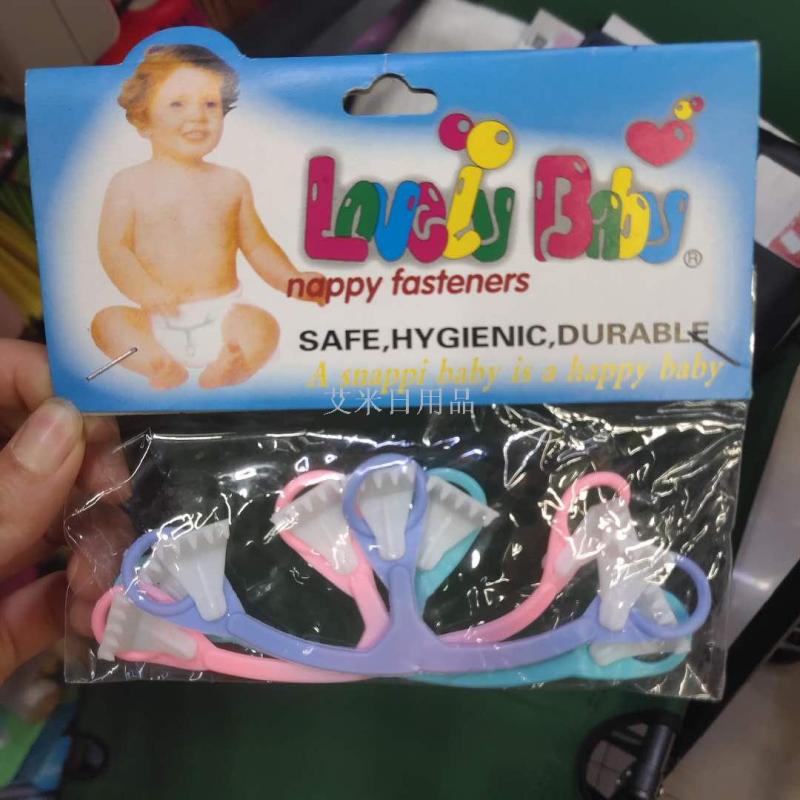 Lovely Baby ®
nappy fasteners
SAFE,HYGIENIC,DURABLE
A snappi baby is a happy baby
艾米日用品